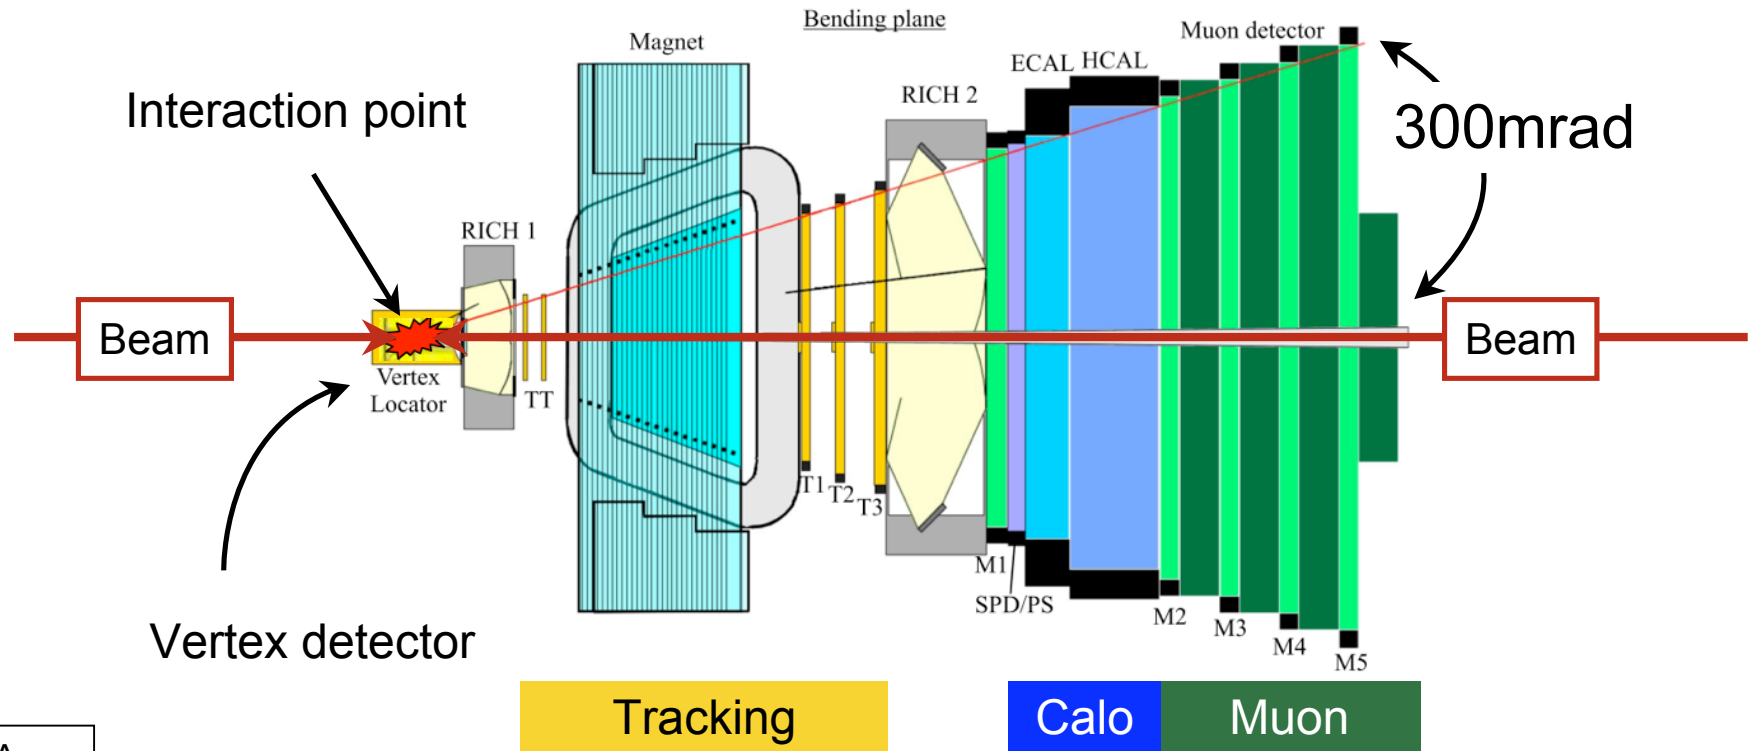 Bending plane
Magnet
Muon detector
ECAL HCAL
RICH 2
Interaction point
300mrad
RICH 1
Beam
Beam
Vertex
Locator
TT
T1
T2
T3
M1
SPD/PS
M2
M3
M4
M5
Vertex detector
Tracking
Calo
Muon